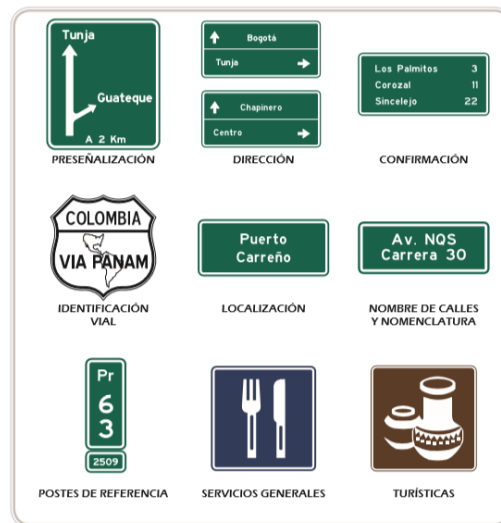 Tunja
Guateque
A 2 Km
PRESEÑALIZACIÓN
Bogotá
Tunja
Chapinero
Centro
DIRECCIÓN
Los Palmitos 3
Corozal 11
Sincelejo 22
CONFIRMACIÓN
COLOMBIA
VIA PANAM
IDENTIFICACIÓN
VIAL
Puerto
Carreño
LOCALIZACIÓN
Av. NQS
Carrera 30
NOMBRE DE CALLES
Y NOMENCLATURA
Pr
6
3
2509
POSTES DE REFERENCIA
SERVICIOS GENERALES
TURÍSTICAS